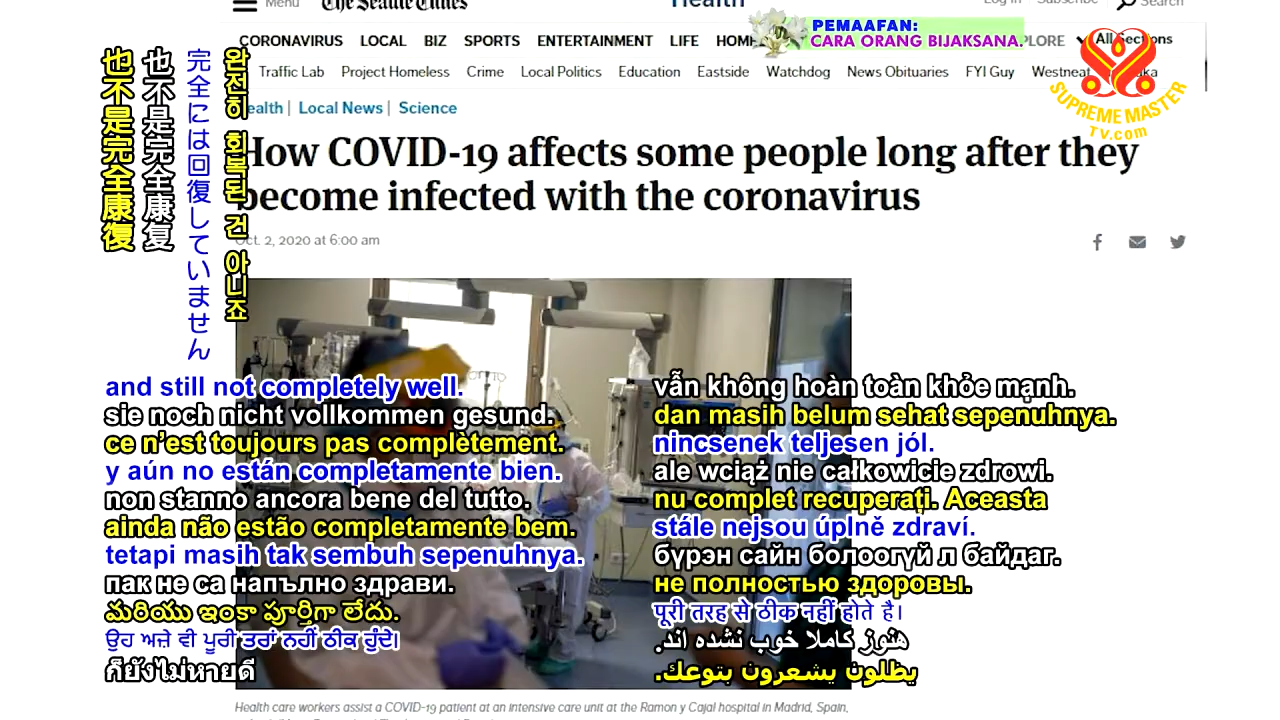 Menu
The Seattle Times
Health
Log In
Subscribe
Search
CORONAVIRUS LOCAL BIZ SPORTS ENTERTAINMENT LIFE
PEMAAFAN:
CARA ORANG BIJAKSANA.
All Sections
SUPREME MASTER
TV.com
Traffic Lab Project Homeless Crime Local Politics Education Eastside Watchdog News Obituaries FYI Guy Westneat
Local News | Science
How COVID-19 affects some people long after they
become infected with the coronavirus
Oct. 2, 2020 at 6:00 am
也不是完全康復
也不是完全康复
完全には回復していません
완전히 회복된 건 아니죠
and still not completely well.
sie noch nicht vollkommen gesund.
ce n'est toujours pas complètement.
y aún no están completamente bien.
non stanno ancora bene del tutto.
ainda não estão completamente bem.
tetapi masih tak sembuh sepenuhnya.
пак не са напълно здрави.
మరియు ఇంకా పూర్తిగా లేదు.
ਉਹ ਅਜੇ ਵੀ ਪੂਰੀ ਤਰਾਂ ਨਹੀਂ ਠੀਕ ਹੁੰਦੇ।
ก็ยังไม่หายดี
vẫn không hoàn toàn khỏe mạnh.
dan masih belum sehat sepenuhnya.
nincsenek teljesen jól.
ale wciąż nie całkowicie zdrowi.
nu complet recuperați. Aceasta
stále nejsou úplně zdraví.
бүрэн сайн болоогүй л байдаг.
не полностью здоровы.
पूरी तरह से ठीक नहीं होते है।
هنوز کاملا خوب نشده اند.
يظلون يشعرون بتوعك.
Health care workers assist a COVID-19 patient at an intensive care unit at the Ramon y Cajal hospital in Madrid, Spain,